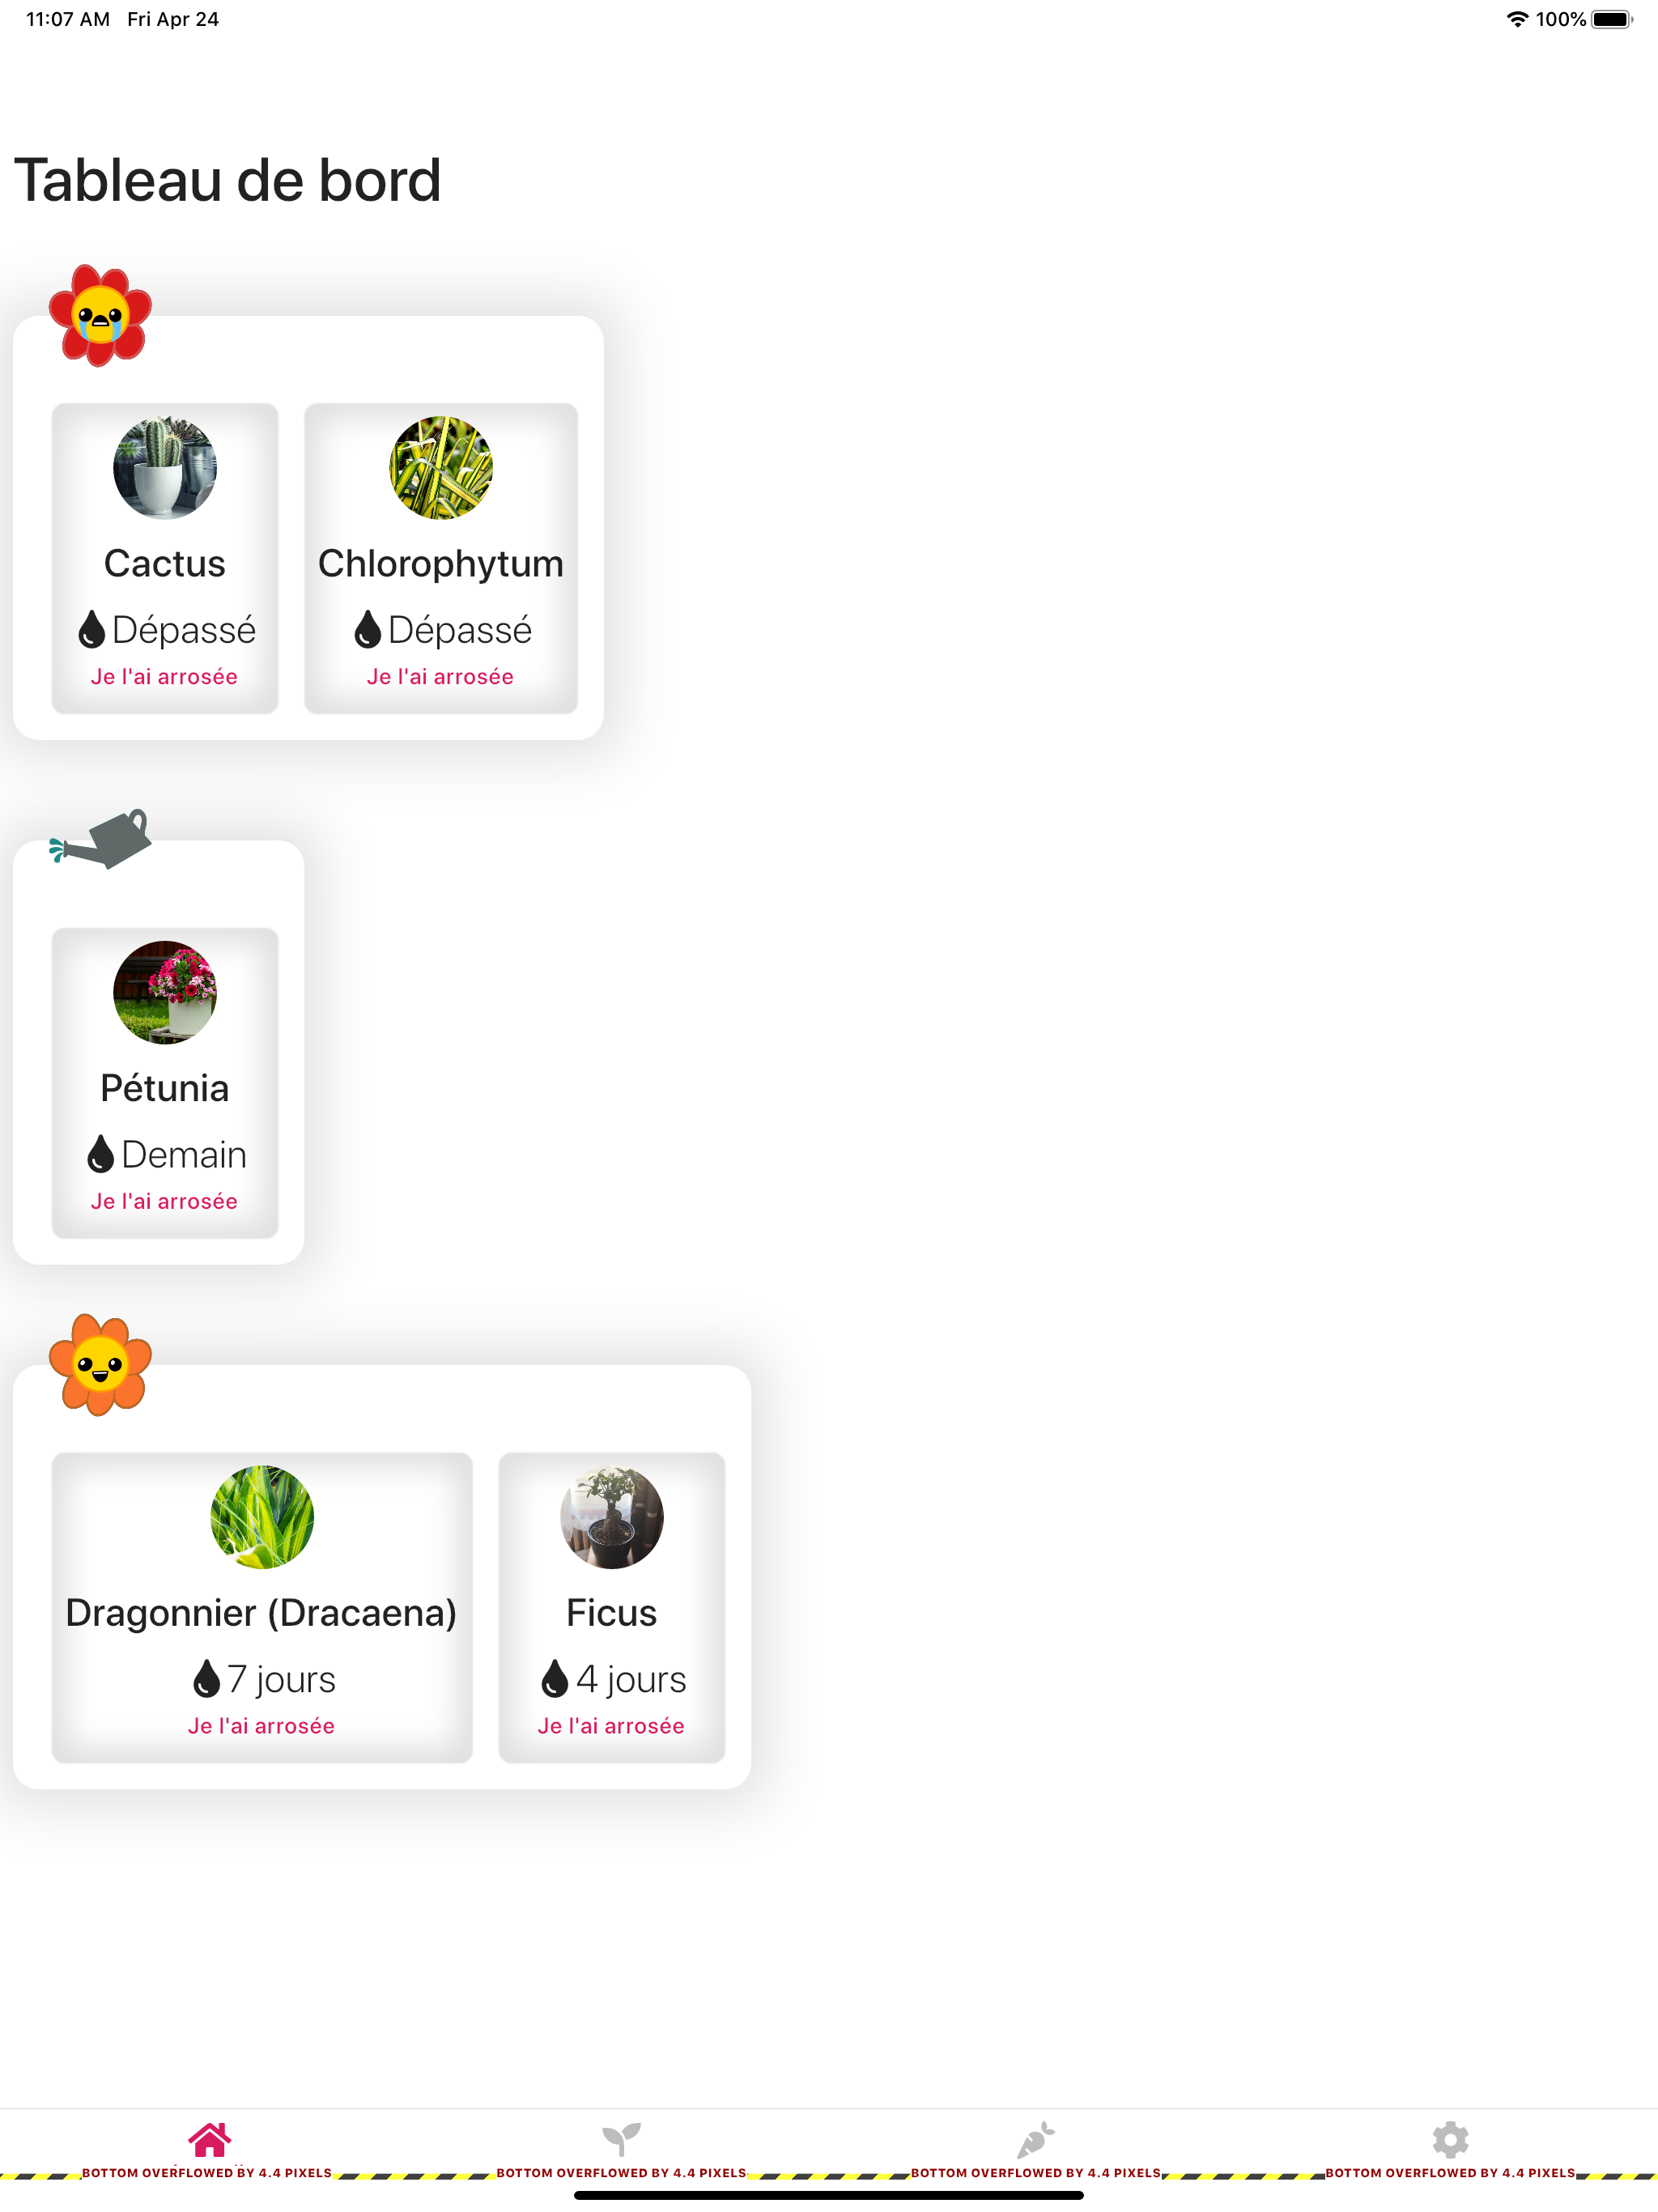 11:07 AM Fri Apr 24 100%
Tableau de bord
Cactus Chlorophytum
Dépassé Dépassé
Je l'ai arrosée Je l'ai arrosée
Pétunia
Demain
Je l'ai arrosée
Dragonnier (Dracaena) Ficus
7 jours 4 jours
Je l'ai arrosée Je l'ai arrosée
BOTTOM OVERFLOWED BY 4.4 PIXELS BOTTOM OVERFLOWED BY 4.4 PIXELS BOTTOM OVERFLOWED BY 4.4 PIXELS BOTTOM OVERFLOWED BY 4.4 PIXELS